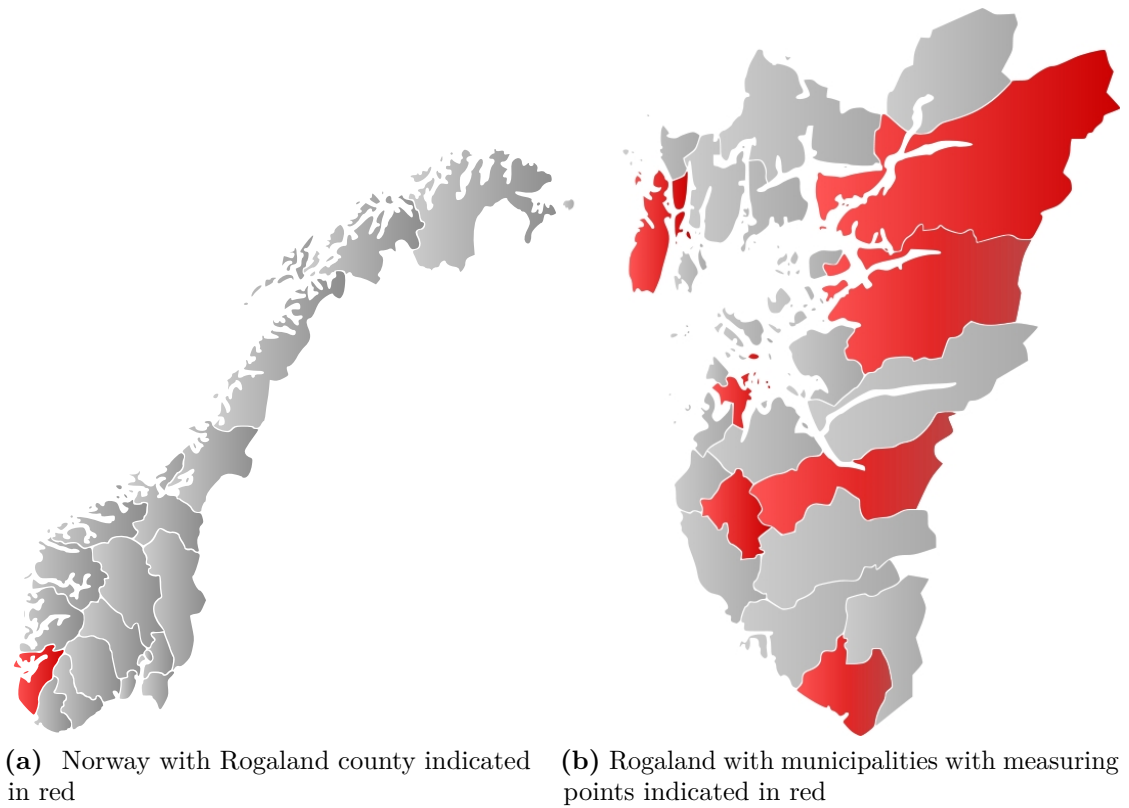 (a) Norway with Rogaland county indicated
in red
(b) Rogaland with municipalities with measuring
points indicated in red